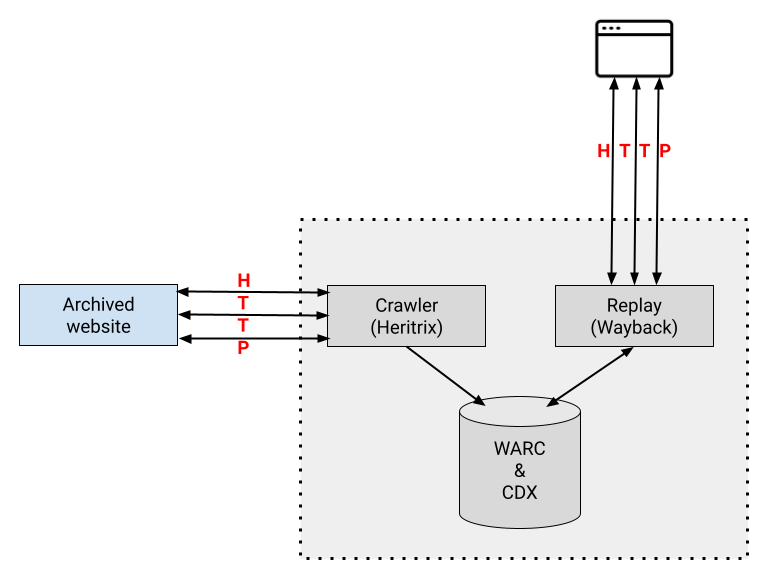 H T T P
H
T
T
P
Archived
website
Crawler
(Heritrix)
Replay
(Wayback)
WARC
&
CDX